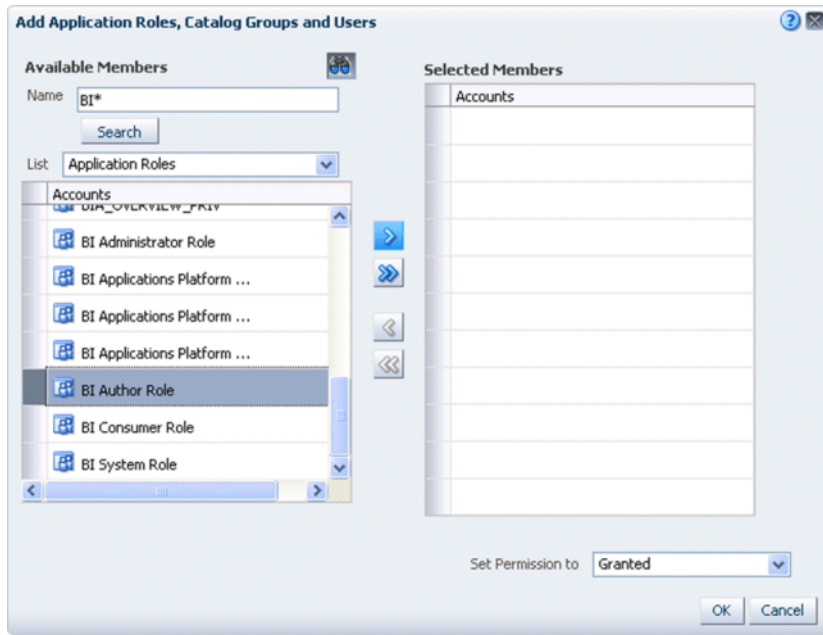 Add Application Roles, Catalog Groups and Users
Available Members
Name BI*
Search
List Application Roles
Accounts
BIA_OVERVIEW_PRIV
BI Administrator Role
BI Applications Platform ...
BI Applications Platform ...
BI Applications Platform ...
BI Author Role
BI Consumer Role
BI System Role
Selected Members
Accounts
Set Permission to Granted
OK Cancel